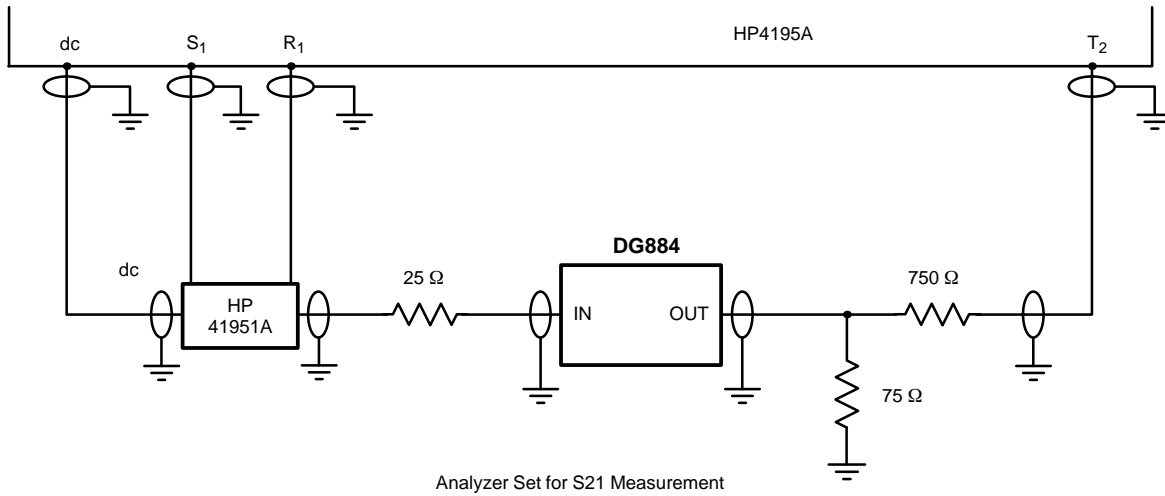 HP4195A
dc
S1
R1
T2
DG884
dc
25 Ω
750 Ω
HP
41951A
IN
OUT
75 Ω
Analyzer Set for S21 Measurement